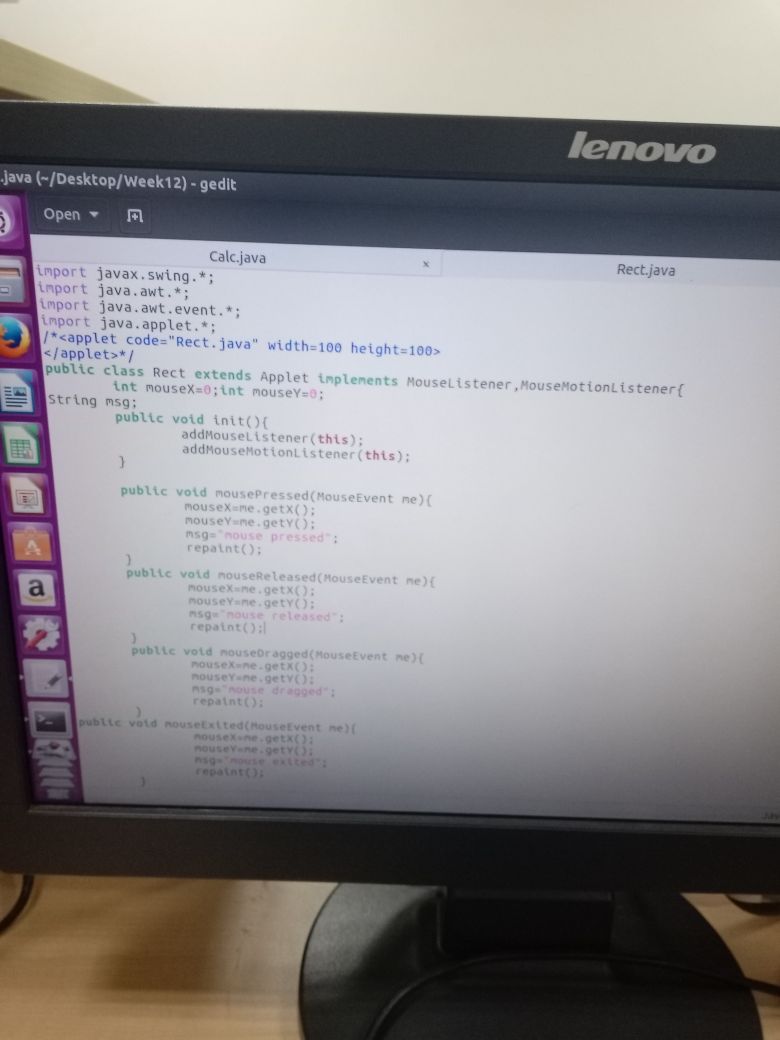 lenovo
.java (~/Desktop/Week12) - gedit
Open
Calc.java × Rect.java
import javax.swing.*;
import java.awt.*;
import java.awt.event.*;
import java.applet.*;
/*<applet code="Rect.java" width=100 height=100>
</applet>*/
public class Rect extends Applet implements MouseListener,MouseMotionListener{
int mouseX=0;int mouseY=0;
String msg;
public void init(){
addMouseListener(this);
addMouseMotionListener(this);
}
public void mousePressed(MouseEvent me){
mouseX=me.getX();
mouseY=me.getY();
msg="mouse pressed";
repaint();
}
public void mouseReleased(MouseEvent me){
mouseX=me.getX();
mouseY=me.getY();
msg="mouse released";
repaint();
}
public void mouseDragged(MouseEvent me){
mouseX=me.getX();
mouseY=me.getY();
msg="mouse dragged";
repaint();
}
public void mouseExited(MouseEvent me){
mouseX=me.getX();
mouseY=me.getY();
msg="mouse exited";
repaint();
}